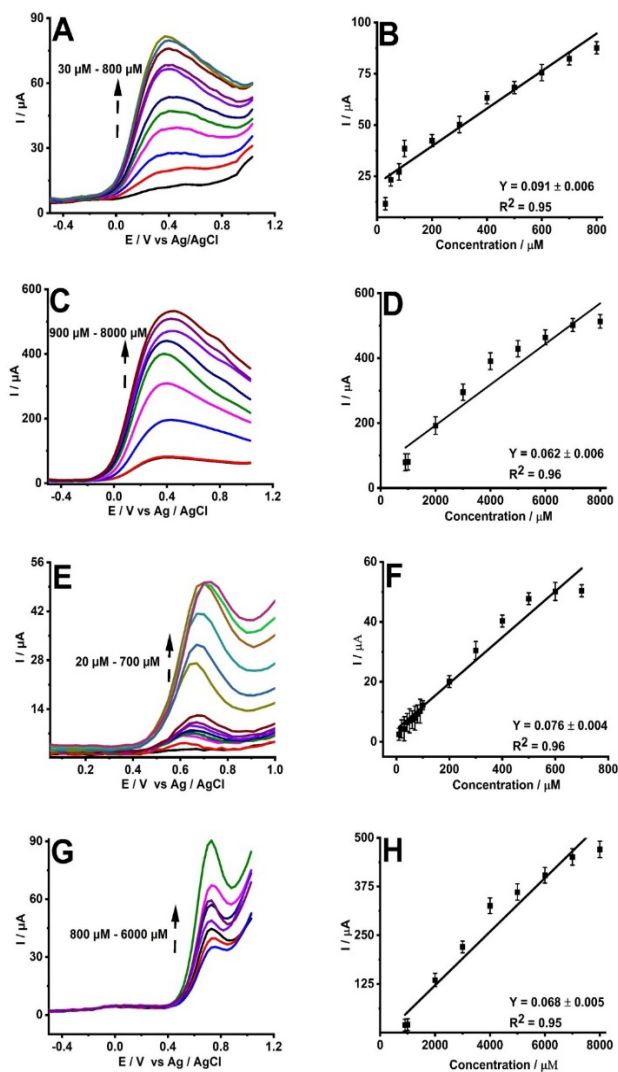 A
30 μM - 800 μM
I / μA
90
60
30
0
-0.4
0.0
0.4
0.8
E / V vs Ag/AgCl
B
I / μA
75
50
25
Y = 0.091 ± 0.006
R2 = 0.95
0
200
400
600
800
Concentration / μM
C
900 μM - 8000 μM
I / μA
600
400
200
0
-0.4
0.0
0.4
0.8
1.2
E / V vs Ag / AgCl
D
I / μA
600
400
200
0
Y = 0.062 ± 0.006
R2 = 0.96
2000
4000
6000
8000
Concentration / μM
E
20 μM - 700 μM
I / μA
56
42
28
14
0.2
0.4
0.6
0.8
1.0
E / V vs Ag / AgCl
F
I / μA
60
40
20
0
Y = 0.076 ± 0.004
R2 = 0.96
0
200
400
600
800
Concentration / μM
G
800 μM - 6000 μM
I / μA
90
60
30
0
-0.4
0.0
0.4
0.8
1.2
E / V vs Ag / AgCl
H
I / μA
500
375
250
125
Y = 0.068 ± 0.005
R2 = 0.95
2000
4000
6000
8000
Concentration / μM